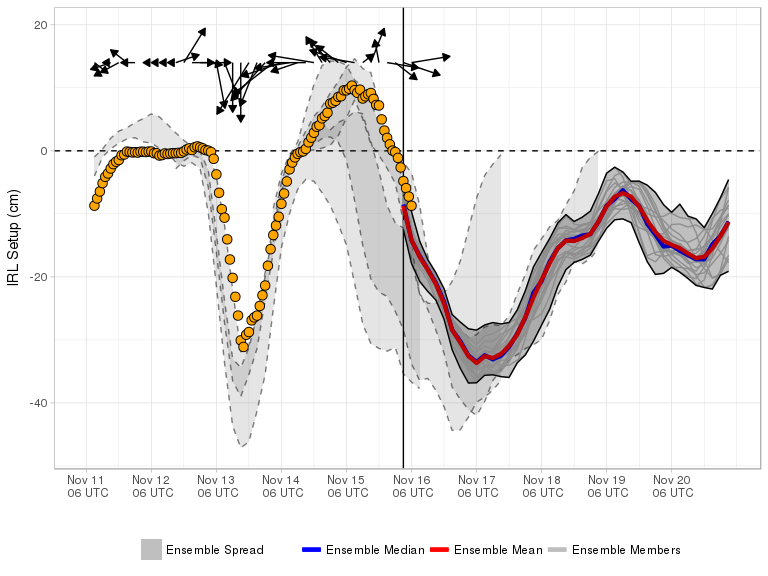 20
0
-20
-40
IRL Setup (cm)
Nov 11 Nov 12 Nov 13 Nov 14 Nov 15 Nov 16 Nov 17 Nov 18 Nov 19 Nov 20
06 UTC 06 UTC 06 UTC 06 UTC 06 UTC 06 UTC 06 UTC 06 UTC 06 UTC 06 UTC
Ensemble Spread Ensemble Median Ensemble Mean Ensemble Members